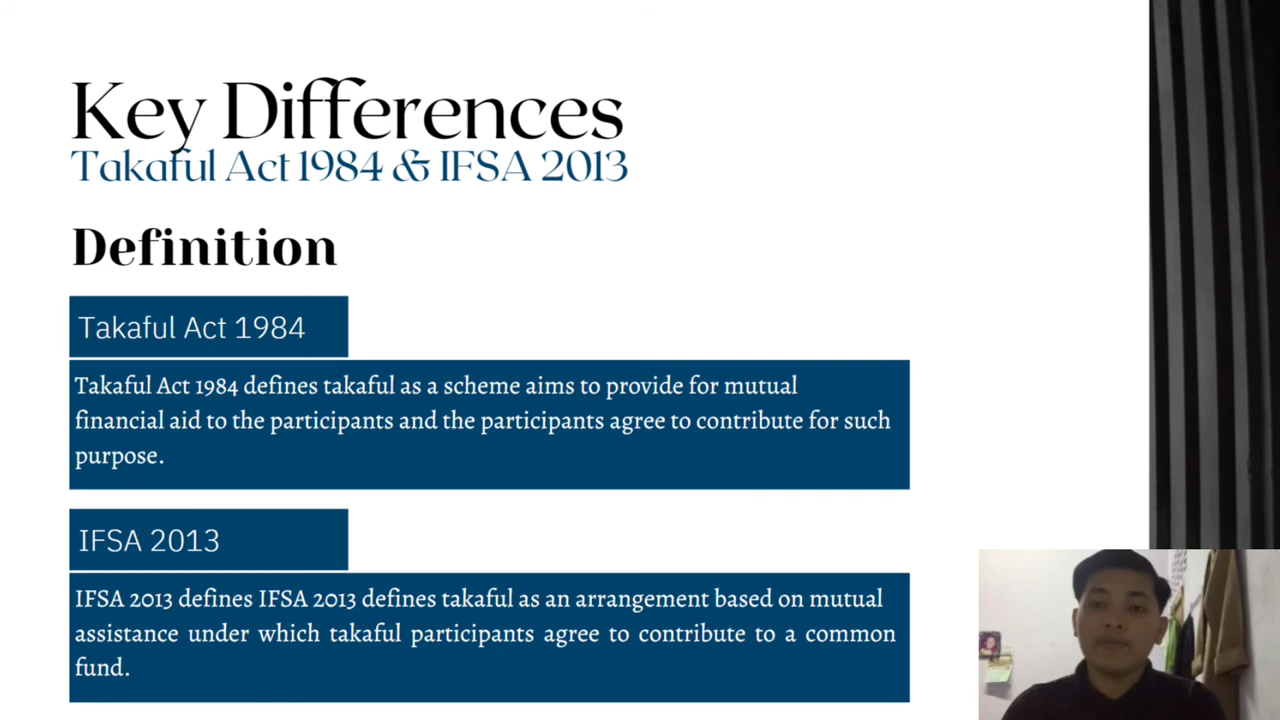 Key Differences
Takaful Act 1984 & IFSA 2013
Definition
Takaful Act 1984
Takaful Act 1984 defines takaful as a scheme aims to provide for mutual
financial aid to the participants and the participants agree to contribute for such
purpose.
IFSA 2013
IFSA 2013 defines IFSA 2013 defines takaful as an arrangement based on mutual
assistance under which takaful participants agree to contribute to a common
fund.